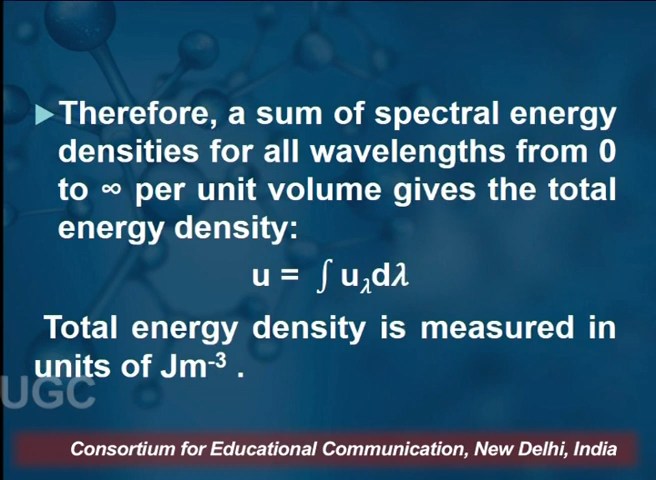 Therefore, a sum of spectral energy
densities for all wavelengths from 0
to ∞ per unit volume gives the total
energy density:
u = ∫ u_λdλ
Total energy density is measured in
units of Jm⁻³ .
UGC
Consortium for Educational Communication, New Delhi, India